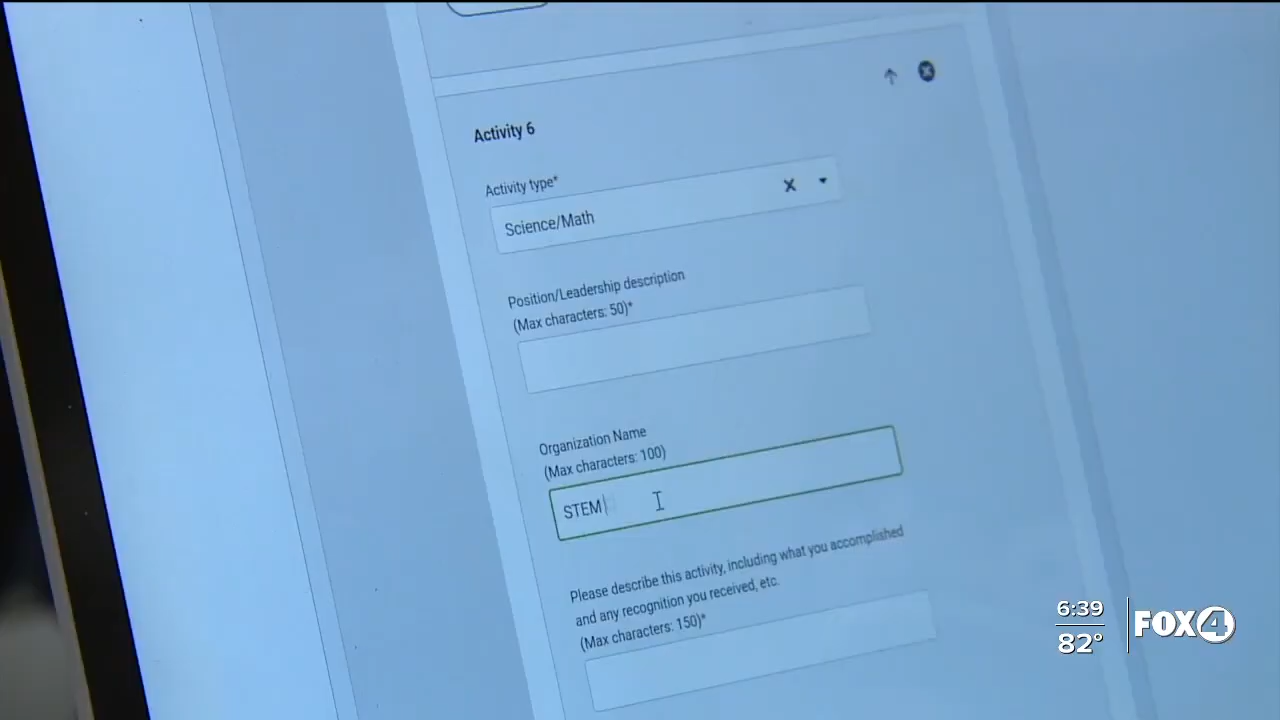 Activity 6
Activity type*
Science/Math
Position/Leadership description
(Max characters: 50)*
Organization Name
(Max characters: 100)
STEM
Please describe this activity, including what you accomplished
and any recognition you received, etc.
(Max characters: 150)*
6:39
82°
FOX 4